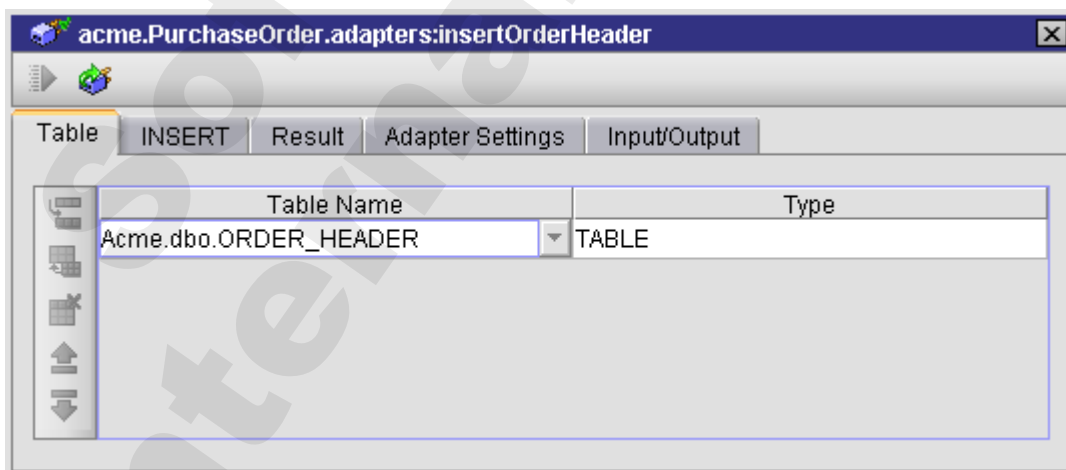 acme.PurchaseOrder.adapters:insertOrderHeader
Table INSERT Result Adapter Settings Input/Output
Table Name Type
Acme.dbo.ORDER_HEADER TABLE